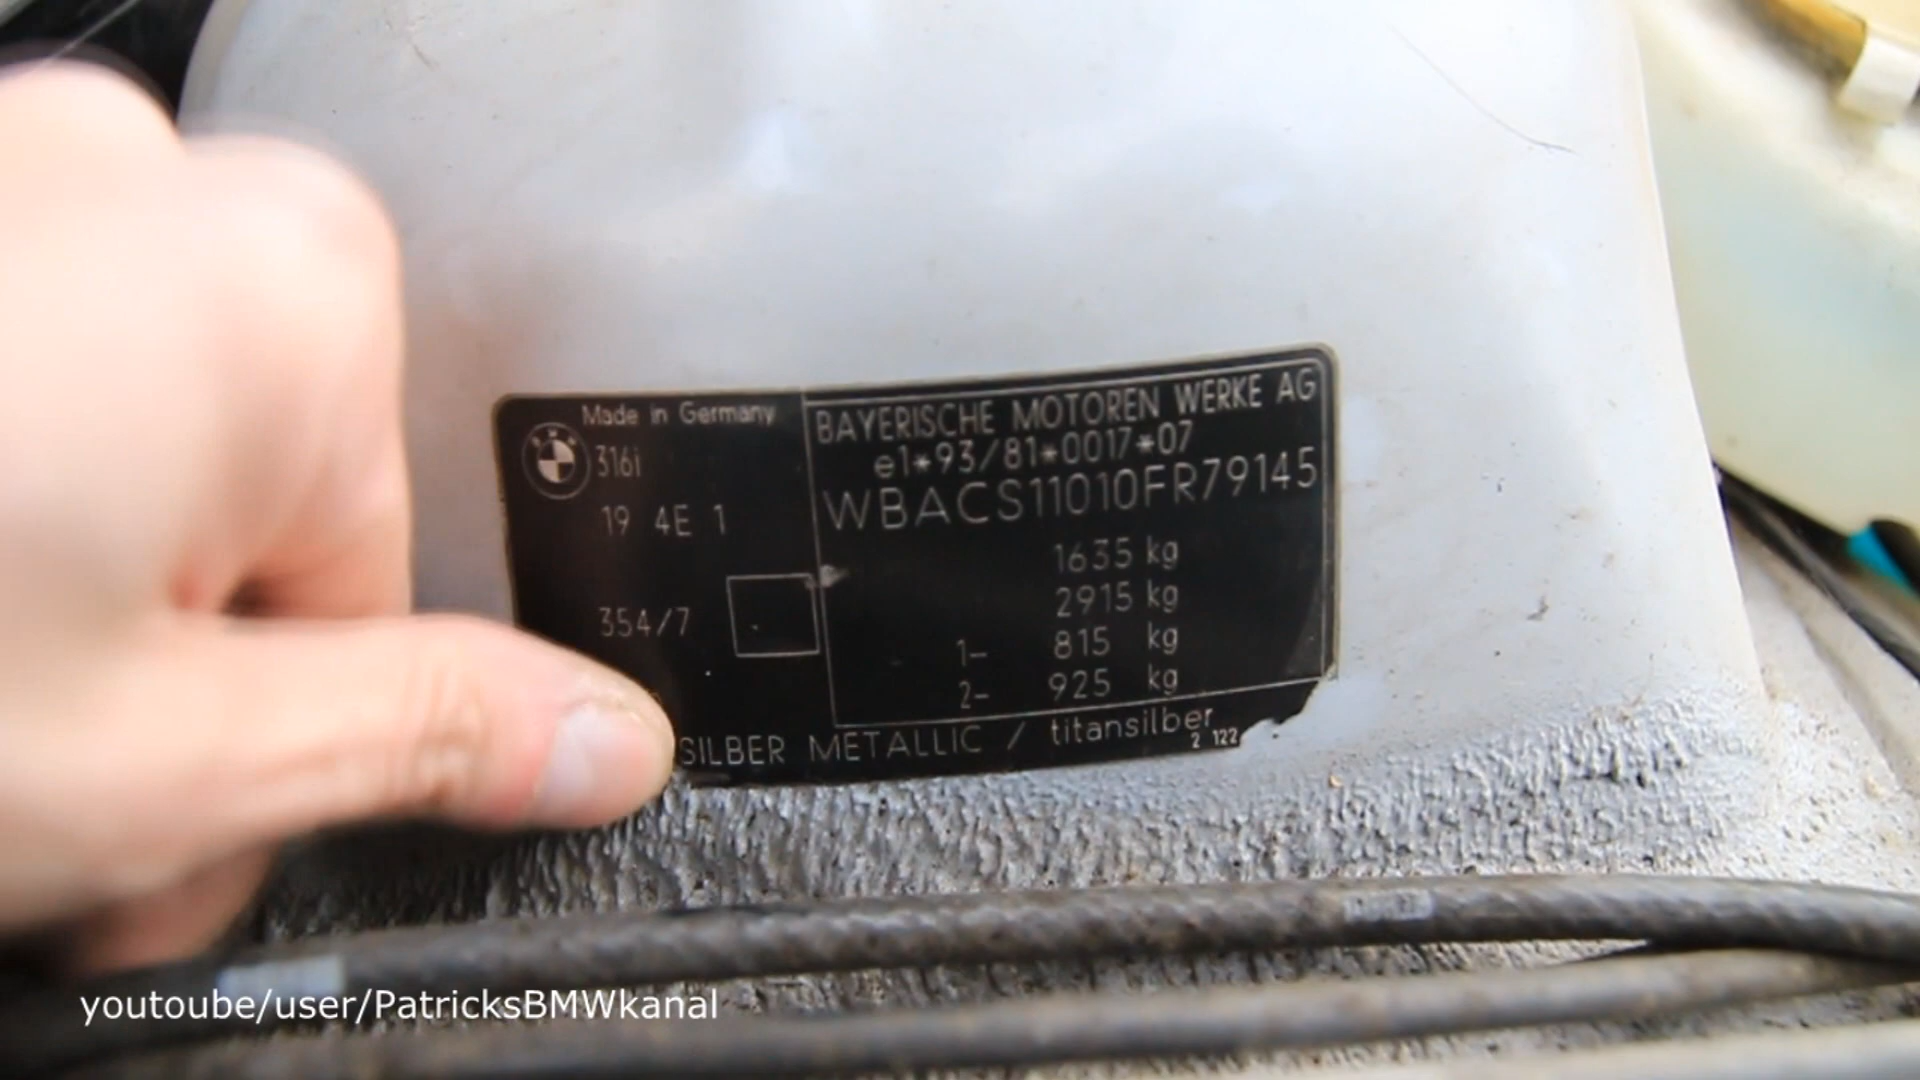 Made in Germany
316i
19 4E 1
354/7
BAYERISCHE MOTOREN WERKE AG
e1*93/81*0017*07
WBACS11010FR79145
1635 kg
2915 kg
1- 815 kg
2- 925 kg
SILBER METALLIC / titansilber
2 122
youtoube/user/PatricksBMWkanal